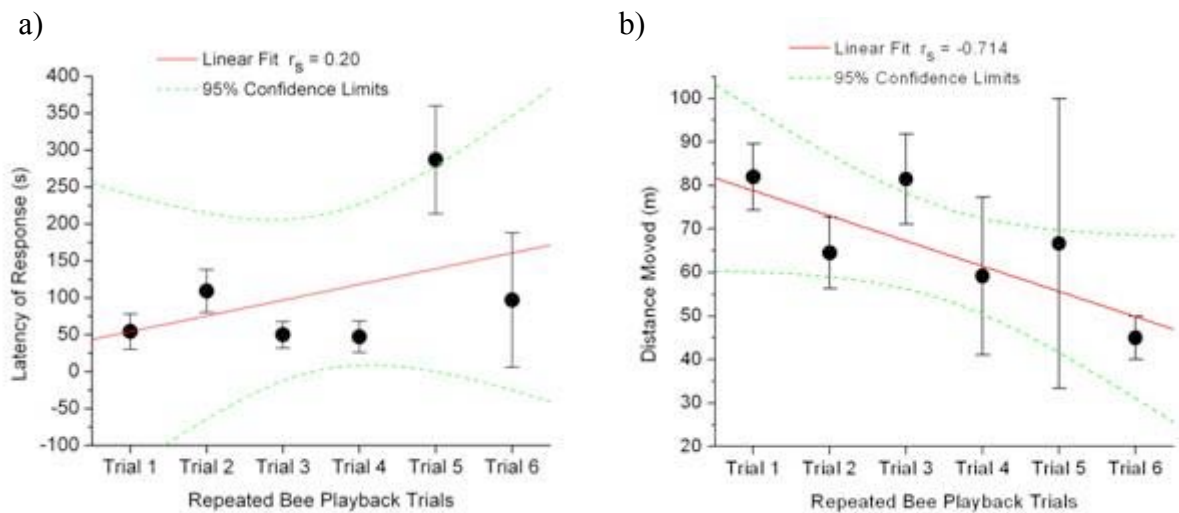 a)
Linear Fit rs = 0.20
95% Confidence Limits
400
350
300
250
200
150
100
50
0
-50
-100
Latency of Response (s)
Trial 1 Trial 2 Trial 3 Trial 4 Trial 5 Trial 6
Repeated Bee Playback Trials
b)
Linear Fit rs = -0.714
95% Confidence Limits
100
90
80
70
60
50
40
30
20
Distance Moved (m)
Trial 1 Trial 2 Trial 3 Trial 4 Trial 5 Trial 6
Repeated Bee Playback Trials